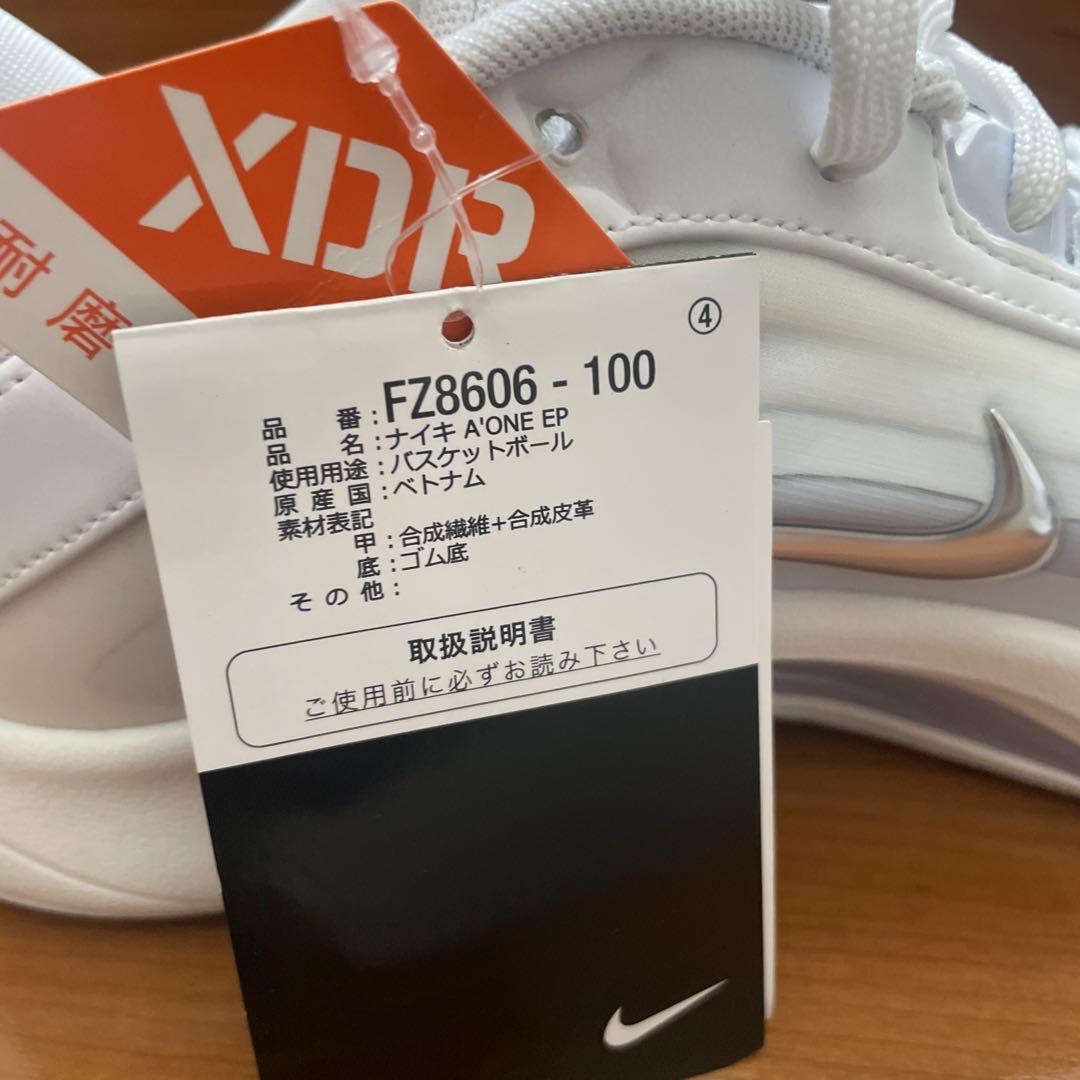 XDR
耐磨
④
品番:FZ8606 - 100
品名:ナイキ A'ONE EP
使用用途:バスケットボール
原産国:ベトナム
素材表記
甲:合成繊維+合成皮革
底:ゴム底
その他:
取扱説明書
ご使用前に必ずお読み下さい